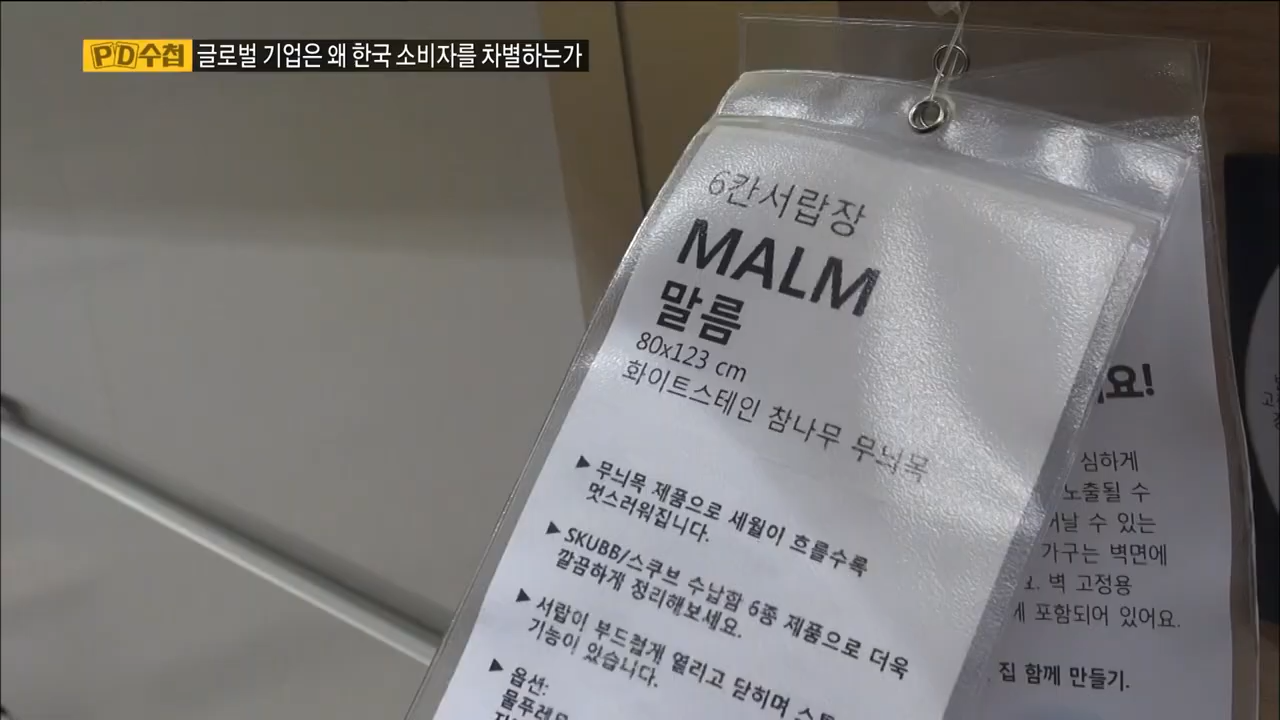 PD수첩 글로벌 기업은 왜 한국 소비자를 차별하는가
6칸서랍장
MALM
말름
80x123 cm
화이트스테인 참나무 무늬목
▶ 무늬목 제품으로 세월이 흐를수록
멋스러워집니다.
▶ SKUBB/스쿠브 수납함 6종 제품으로 더욱
깔끔하게 정리해보세요.
▶ 서랍이 부드럽게 열리고 닫히며
기능이 있습니다.
▶ 옵션:
물푸레
요!
심하게
노출될 수
수 있는
가구는 벽면에
벽 고정용
포함되어 있어요.
집 함께 만들기.